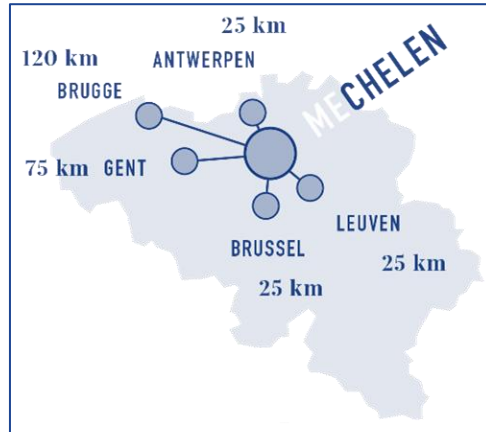 25 km
120 km
ANTWERPEN
BRUGGE
MECHELEN
75 km GENT
LEUVEN
BRUSSEL
25 km
25 km